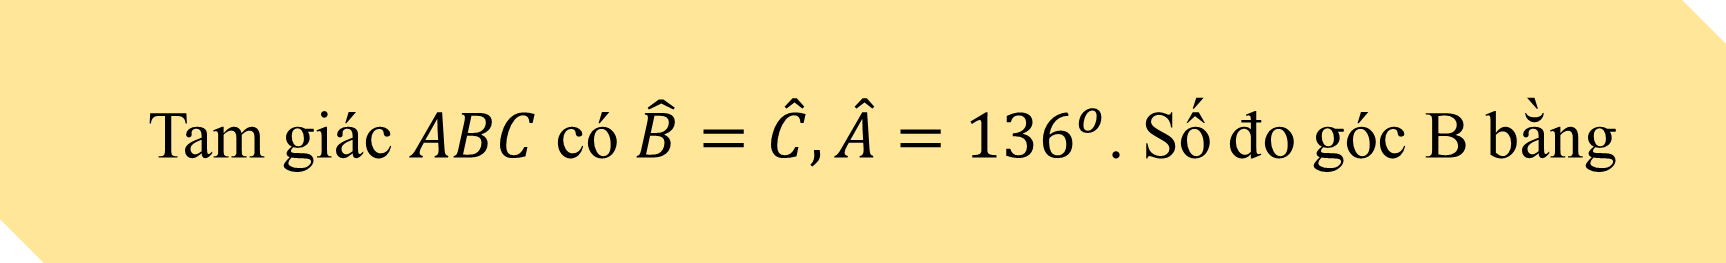 Tam giác ABC có B̂ = Ĉ, Â = 136ᵒ. Số đo góc B bằng